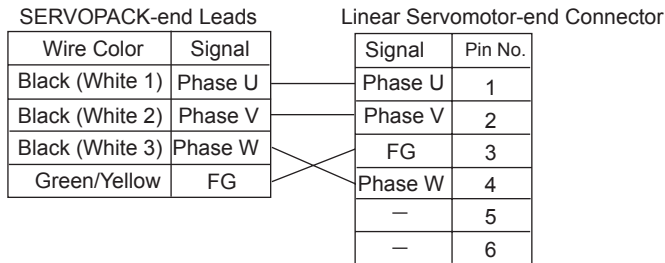 SERVOPACK-end Leads
Wire Color Signal
Black (White 1) Phase U
Black (White 2) Phase V
Black (White 3) Phase W
Green/Yellow FG
Linear Servomotor-end Connector
Signal Pin No.
Phase U 1
Phase V 2
FG 3
Phase W 4
– 5
– 6